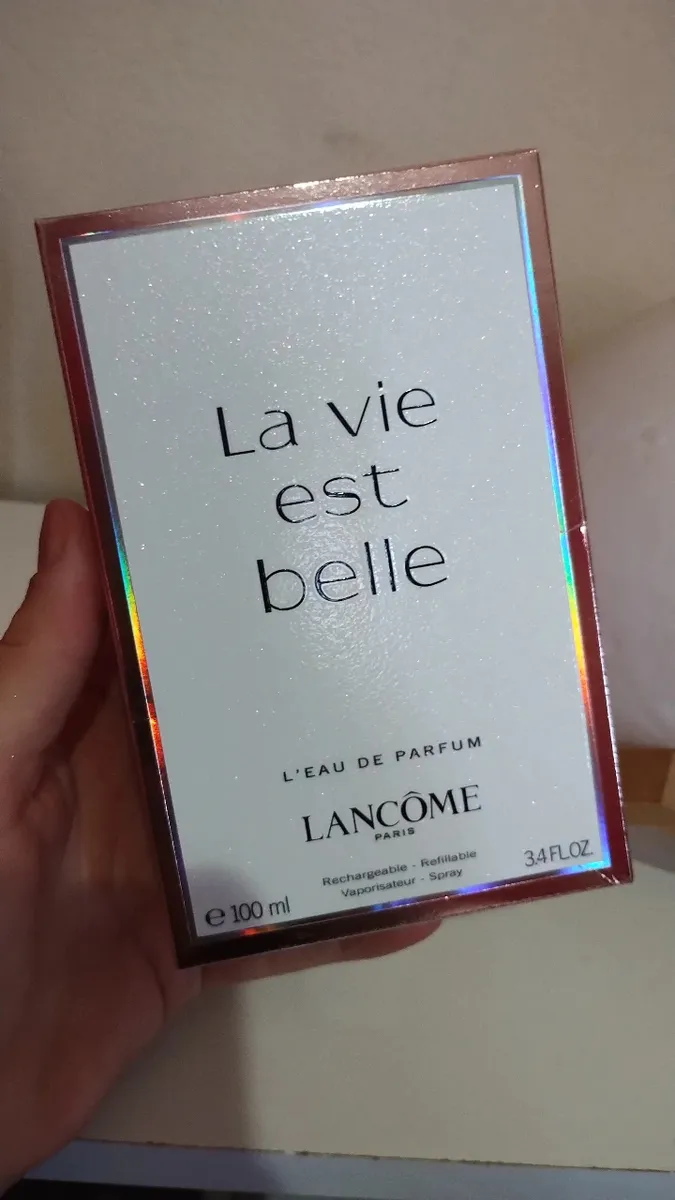 La vie
est
belle
L'EAU DE PARFUM
LANCÔME
PARIS
Rechargeable - Refillable
Vaporisateur - Spray
℮ 100 ml
3.4 FL.OZ.